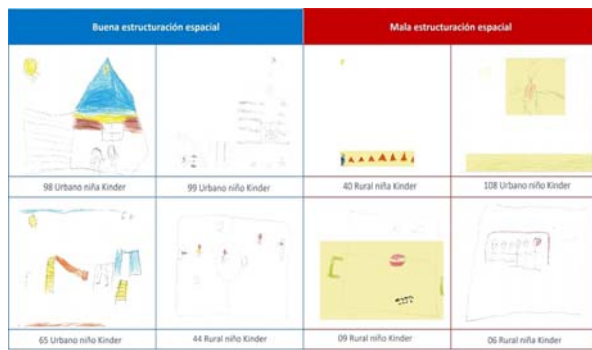 Buena estructuración espacial
Mala estructuración espacial
98 Urbano niña Kinder
99 Urbano niño Kinder
40 Rural niña Kinder
108 Urbano niño Kinder
65 Urbano niño Kinder
44 Rural niño Kinder
09 Rural niño Kinder
06 Rural niña Kinder